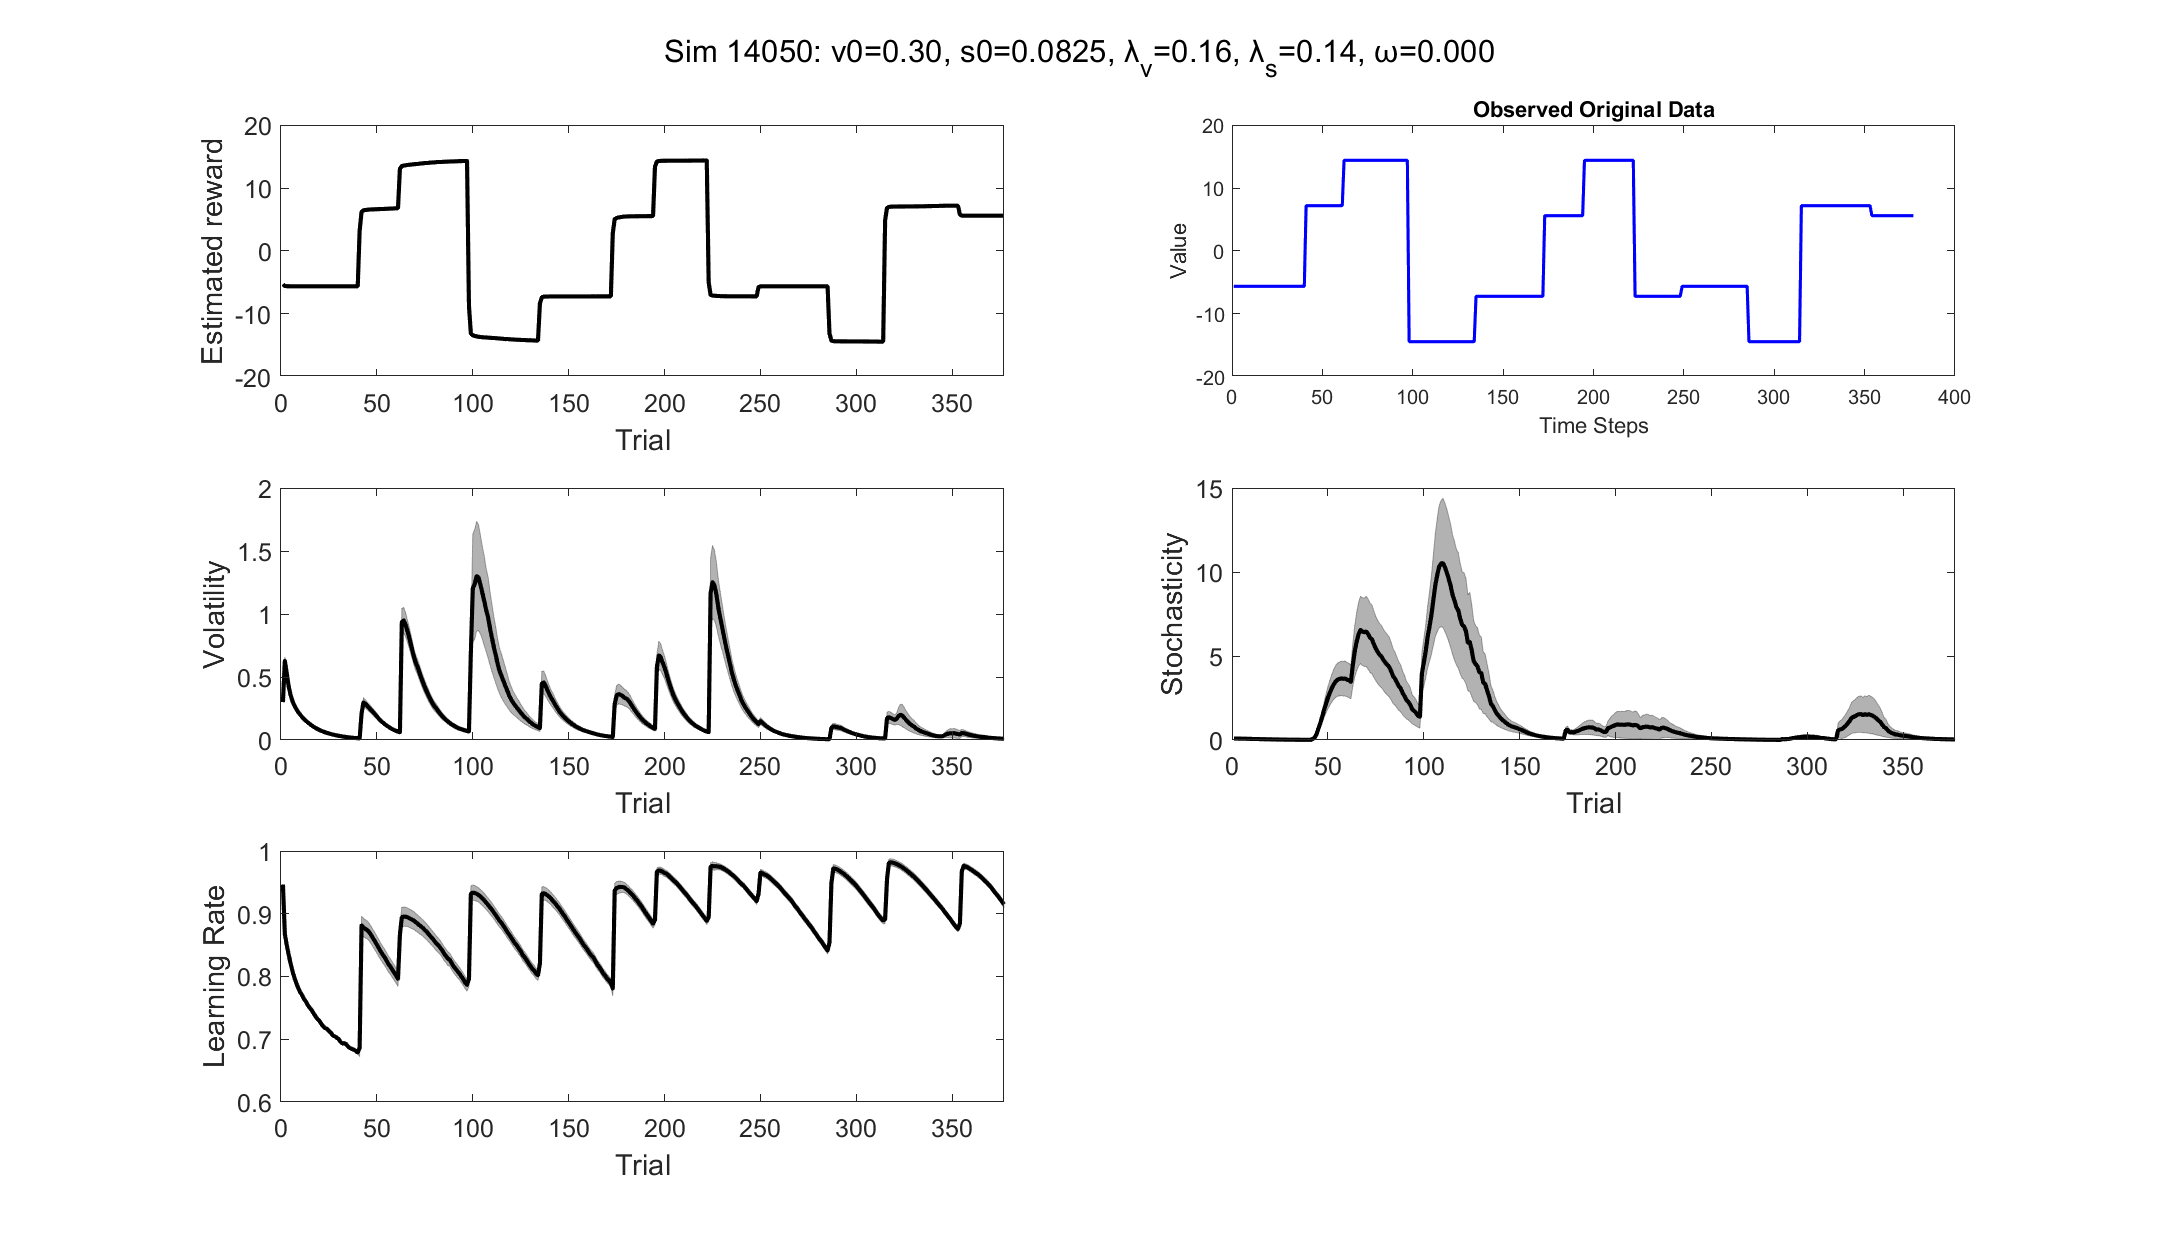 Sim 14050: v0=0.30, s0=0.0825, λv=0.16, λs=0.14, ω=0.000
Estimated reward
20
10
0
-10
-20
0 50 100 150 200 250 300 350
Trial
Observed Original Data
Value
20
10
0
-10
-20
0 50 100 150 200 250 300 350 400
Time Steps
Volatility
2
1.5
1
0.5
0
0 50 100 150 200 250 300 350
Trial
Stochasticity
15
10
5
0
0 50 100 150 200 250 300 350
Trial
Learning Rate
1
0.9
0.8
0.7
0.6
0 50 100 150 200 250 300 350
Trial